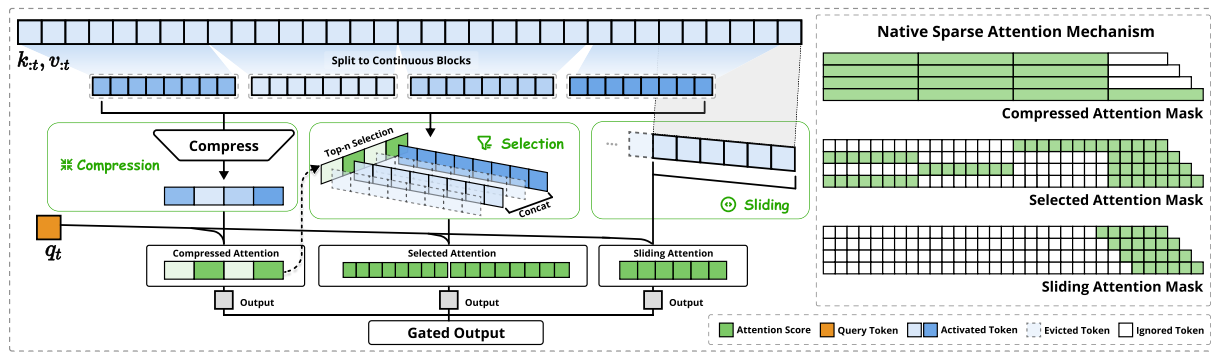 k:t, v:t
Split to Continuous Blocks
Compression
Compress
Top-n Selection
Selection
Concat
...
Sliding
qt
Compressed Attention
Selected Attention
Sliding Attention
Output
Output
Output
Gated Output
Native Sparse Attention Mechanism
Compressed Attention Mask
Selected Attention Mask
Sliding Attention Mask
Attention Score
Query Token
Activated Token
Evicted Token
Ignored Token